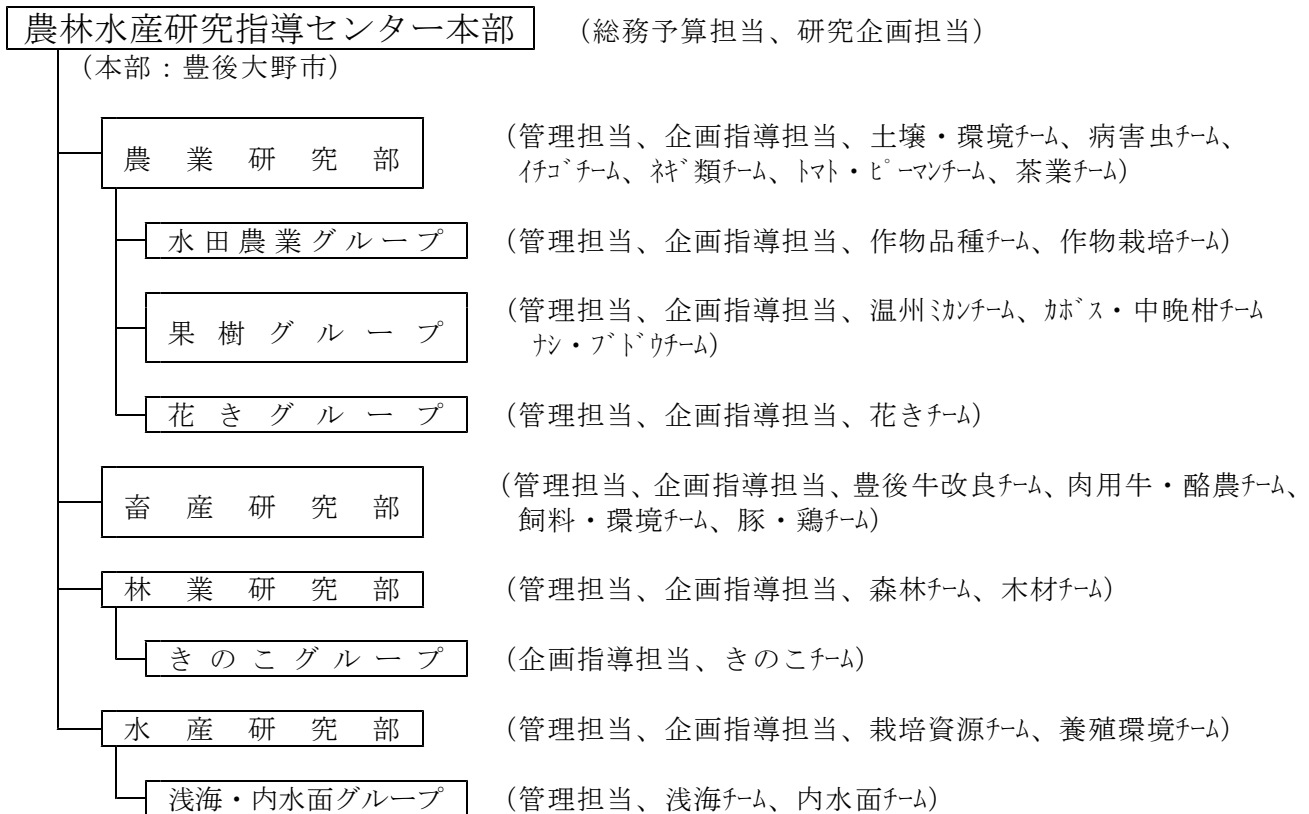 農林水産研究指導センター本部 (総務予算担当、研究企画担当)
(本部:豊後大野市)
農業研究部 (管理担当、企画指導担当、土壌・環境ﾁｰﾑ、病害虫ﾁｰﾑ、
ｲﾁｺﾞﾁｰﾑ、ﾈｷﾞ類ﾁｰﾑ、ﾄﾏﾄ・ﾋﾟｰﾏﾝﾁｰﾑ、茶業ﾁｰﾑ)
水田農業グループ (管理担当、企画指導担当、作物品種ﾁｰﾑ、作物栽培ﾁｰﾑ)
果樹グループ (管理担当、企画指導担当、温州ﾐｶﾝﾁｰﾑ、ｶﾎﾞｽ・中晩柑ﾁｰﾑ
ﾅｼ・ﾌﾞﾄﾞｳﾁｰﾑ)
花きグループ (管理担当、企画指導担当、花きﾁｰﾑ)
畜産研究部 (管理担当、企画指導担当、豊後牛改良ﾁｰﾑ、肉用牛・酪農ﾁｰﾑ、
飼料・環境ﾁｰﾑ、豚・鶏ﾁｰﾑ)
林業研究部 (管理担当、企画指導担当、森林ﾁｰﾑ、木材ﾁｰﾑ)
きのこグループ (企画指導担当、きのこﾁｰﾑ)
水産研究部 (管理担当、企画指導担当、栽培資源ﾁｰﾑ、養殖環境ﾁｰﾑ)
浅海・内水面グループ (管理担当、浅海ﾁｰﾑ、内水面ﾁｰﾑ)